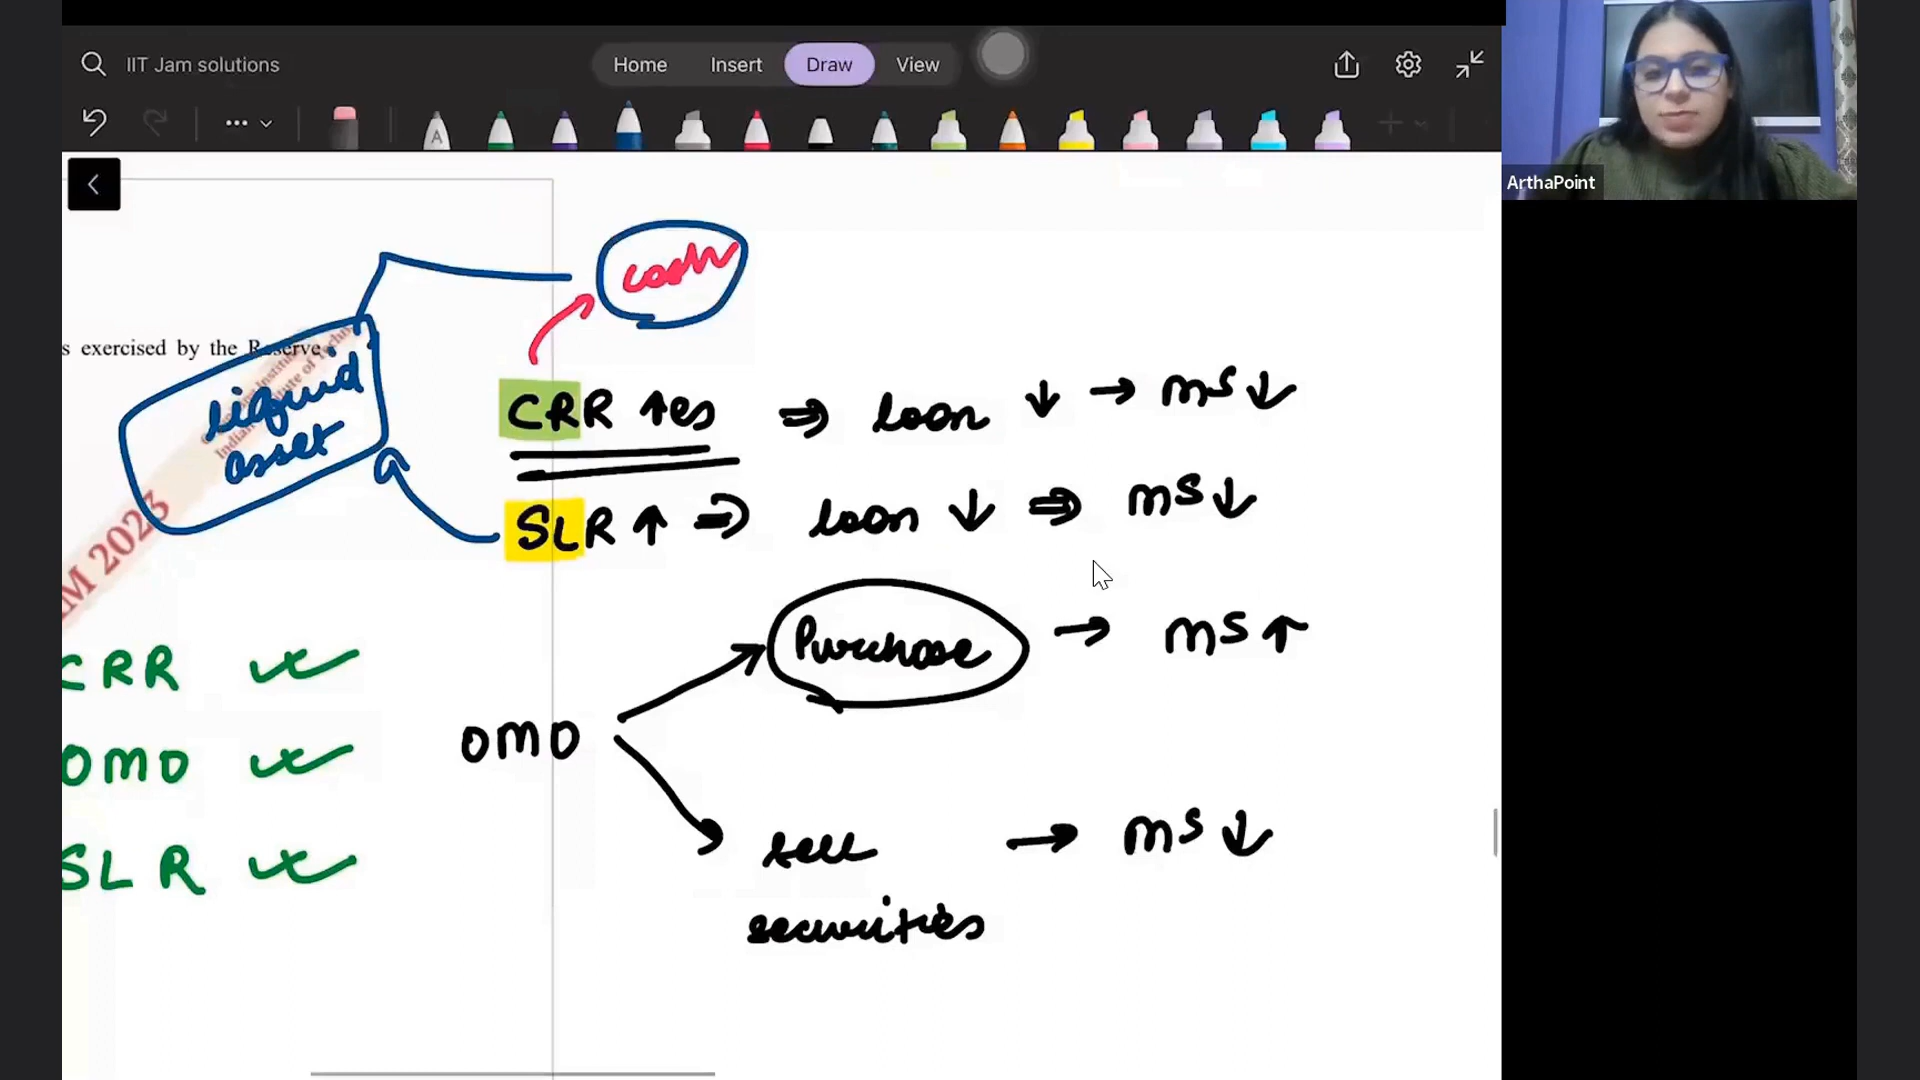 IIT Jam solutions
Home Insert Draw View
A
ArthaPoint
cash
s exercised by the Reserve
liquid
asset
CRR ↑es ⇒ loan ↓ → MS↓
SLR ↑ ⇒ loan ↓ ⇒ MS↓
Purchase → MS↑
CRR
OMO
OMO
SLR
sell → MS↓
securities